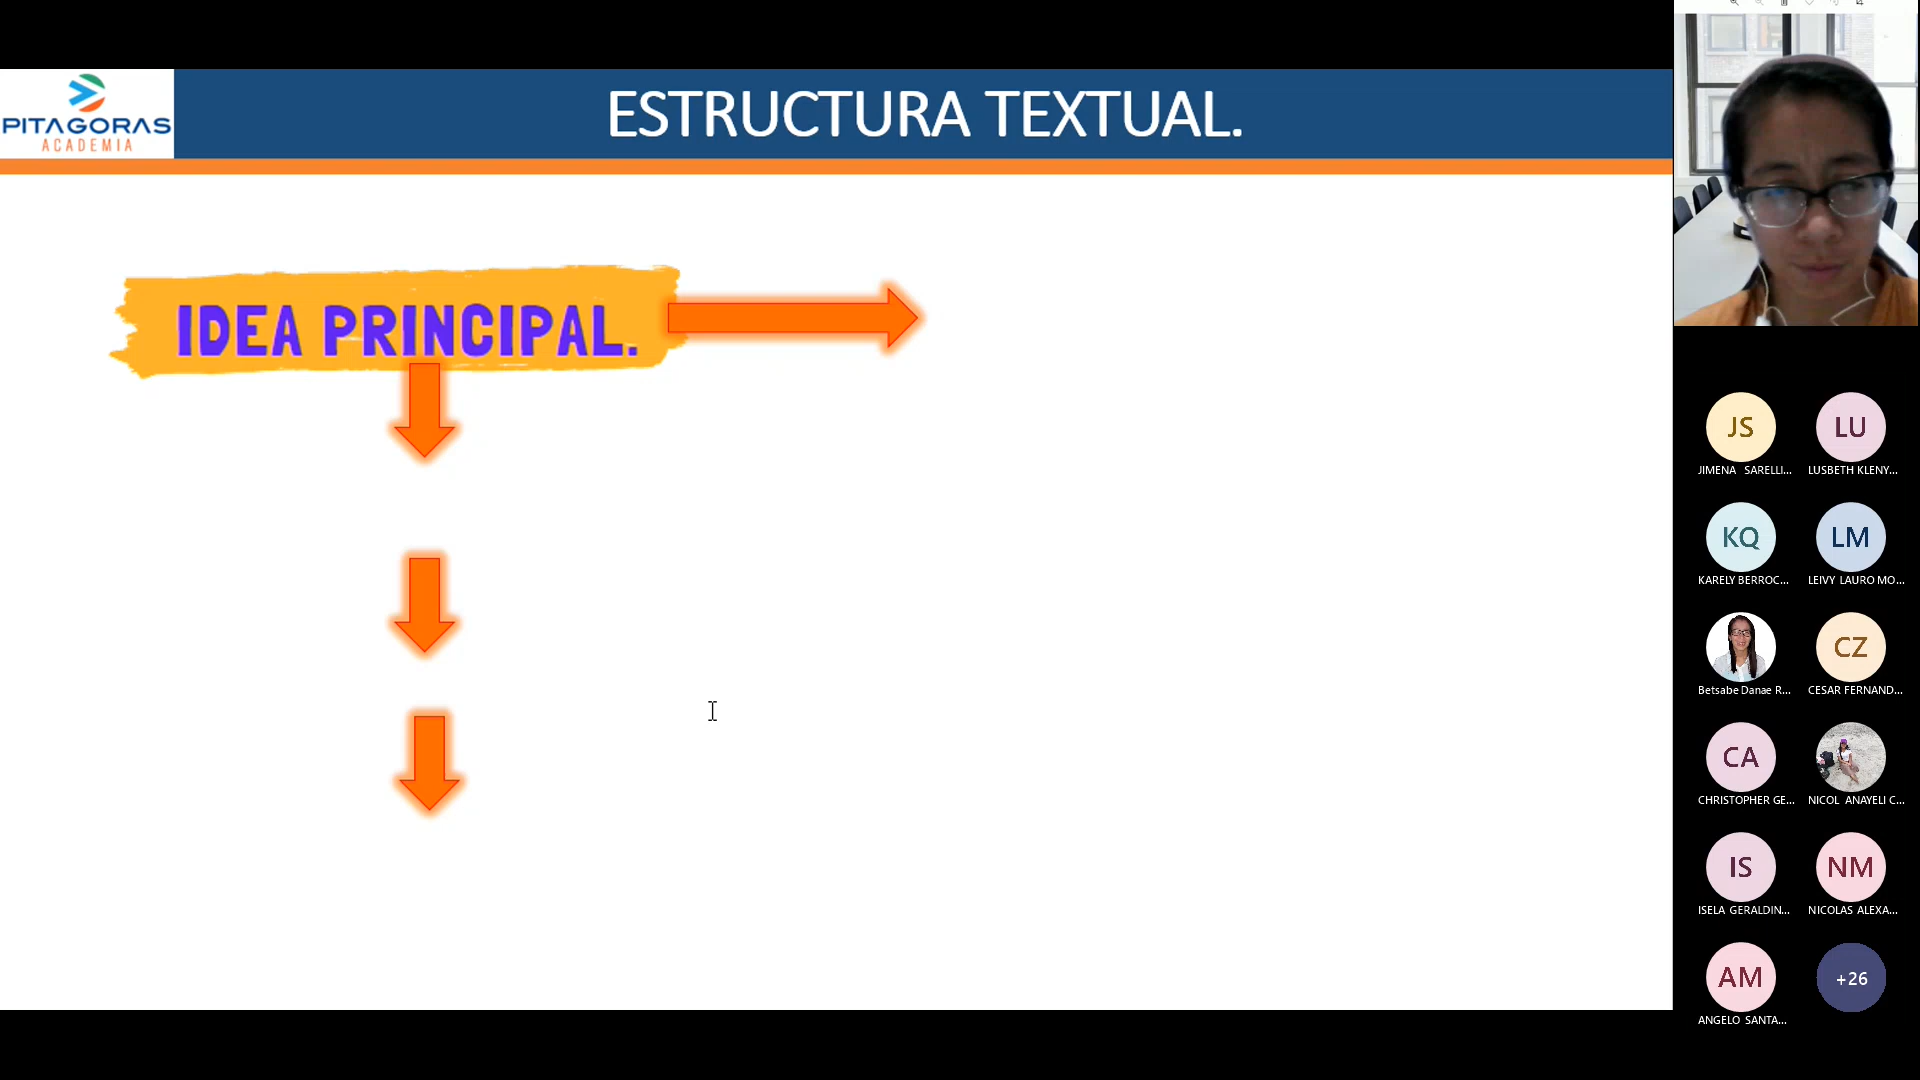 PITAGORAS
ACADEMIA
ESTRUCTURA TEXTUAL.
IDEA PRINCIPAL.
JS
LU
JIMENA SARELLI...
LUSBETH KLENY...
KQ
LM
KARELY BERROC...
LEIVY LAURO MO...
CZ
Betsabe Danae R...
CESAR FERNAND...
CA
CHRISTOPHER GE...
NICOL ANAYELI C...
IS
NM
ISELA GERALDIN...
NICOLAS ALEXA...
AM
+26
ANGELO SANTA...